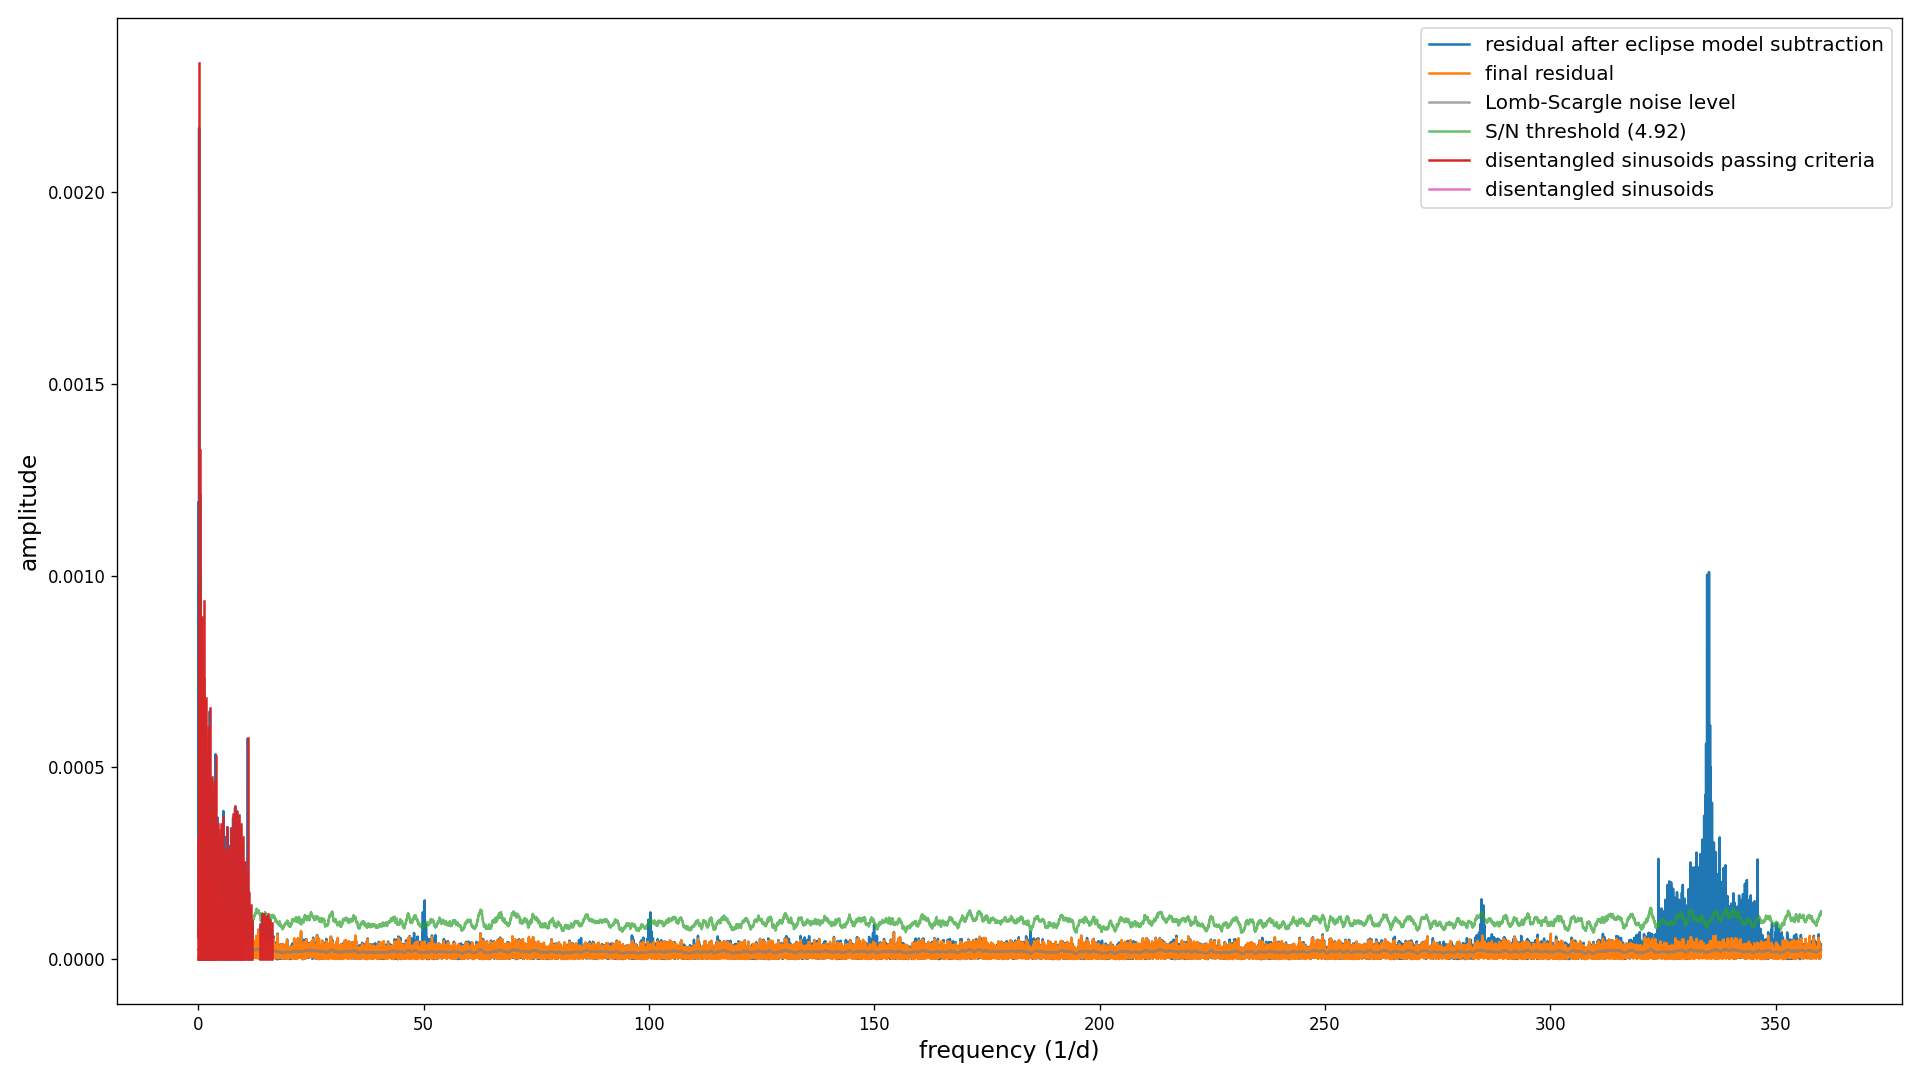 residual after eclipse model subtraction
final residual
Lomb-Scargle noise level
S/N threshold (4.92)
disentangled sinusoids passing criteria
disentangled sinusoids
amplitude
0.0020
0.0015
0.0010
0.0005
0.0000
0 50 100 150 200 250 300 350
frequency (1/d)